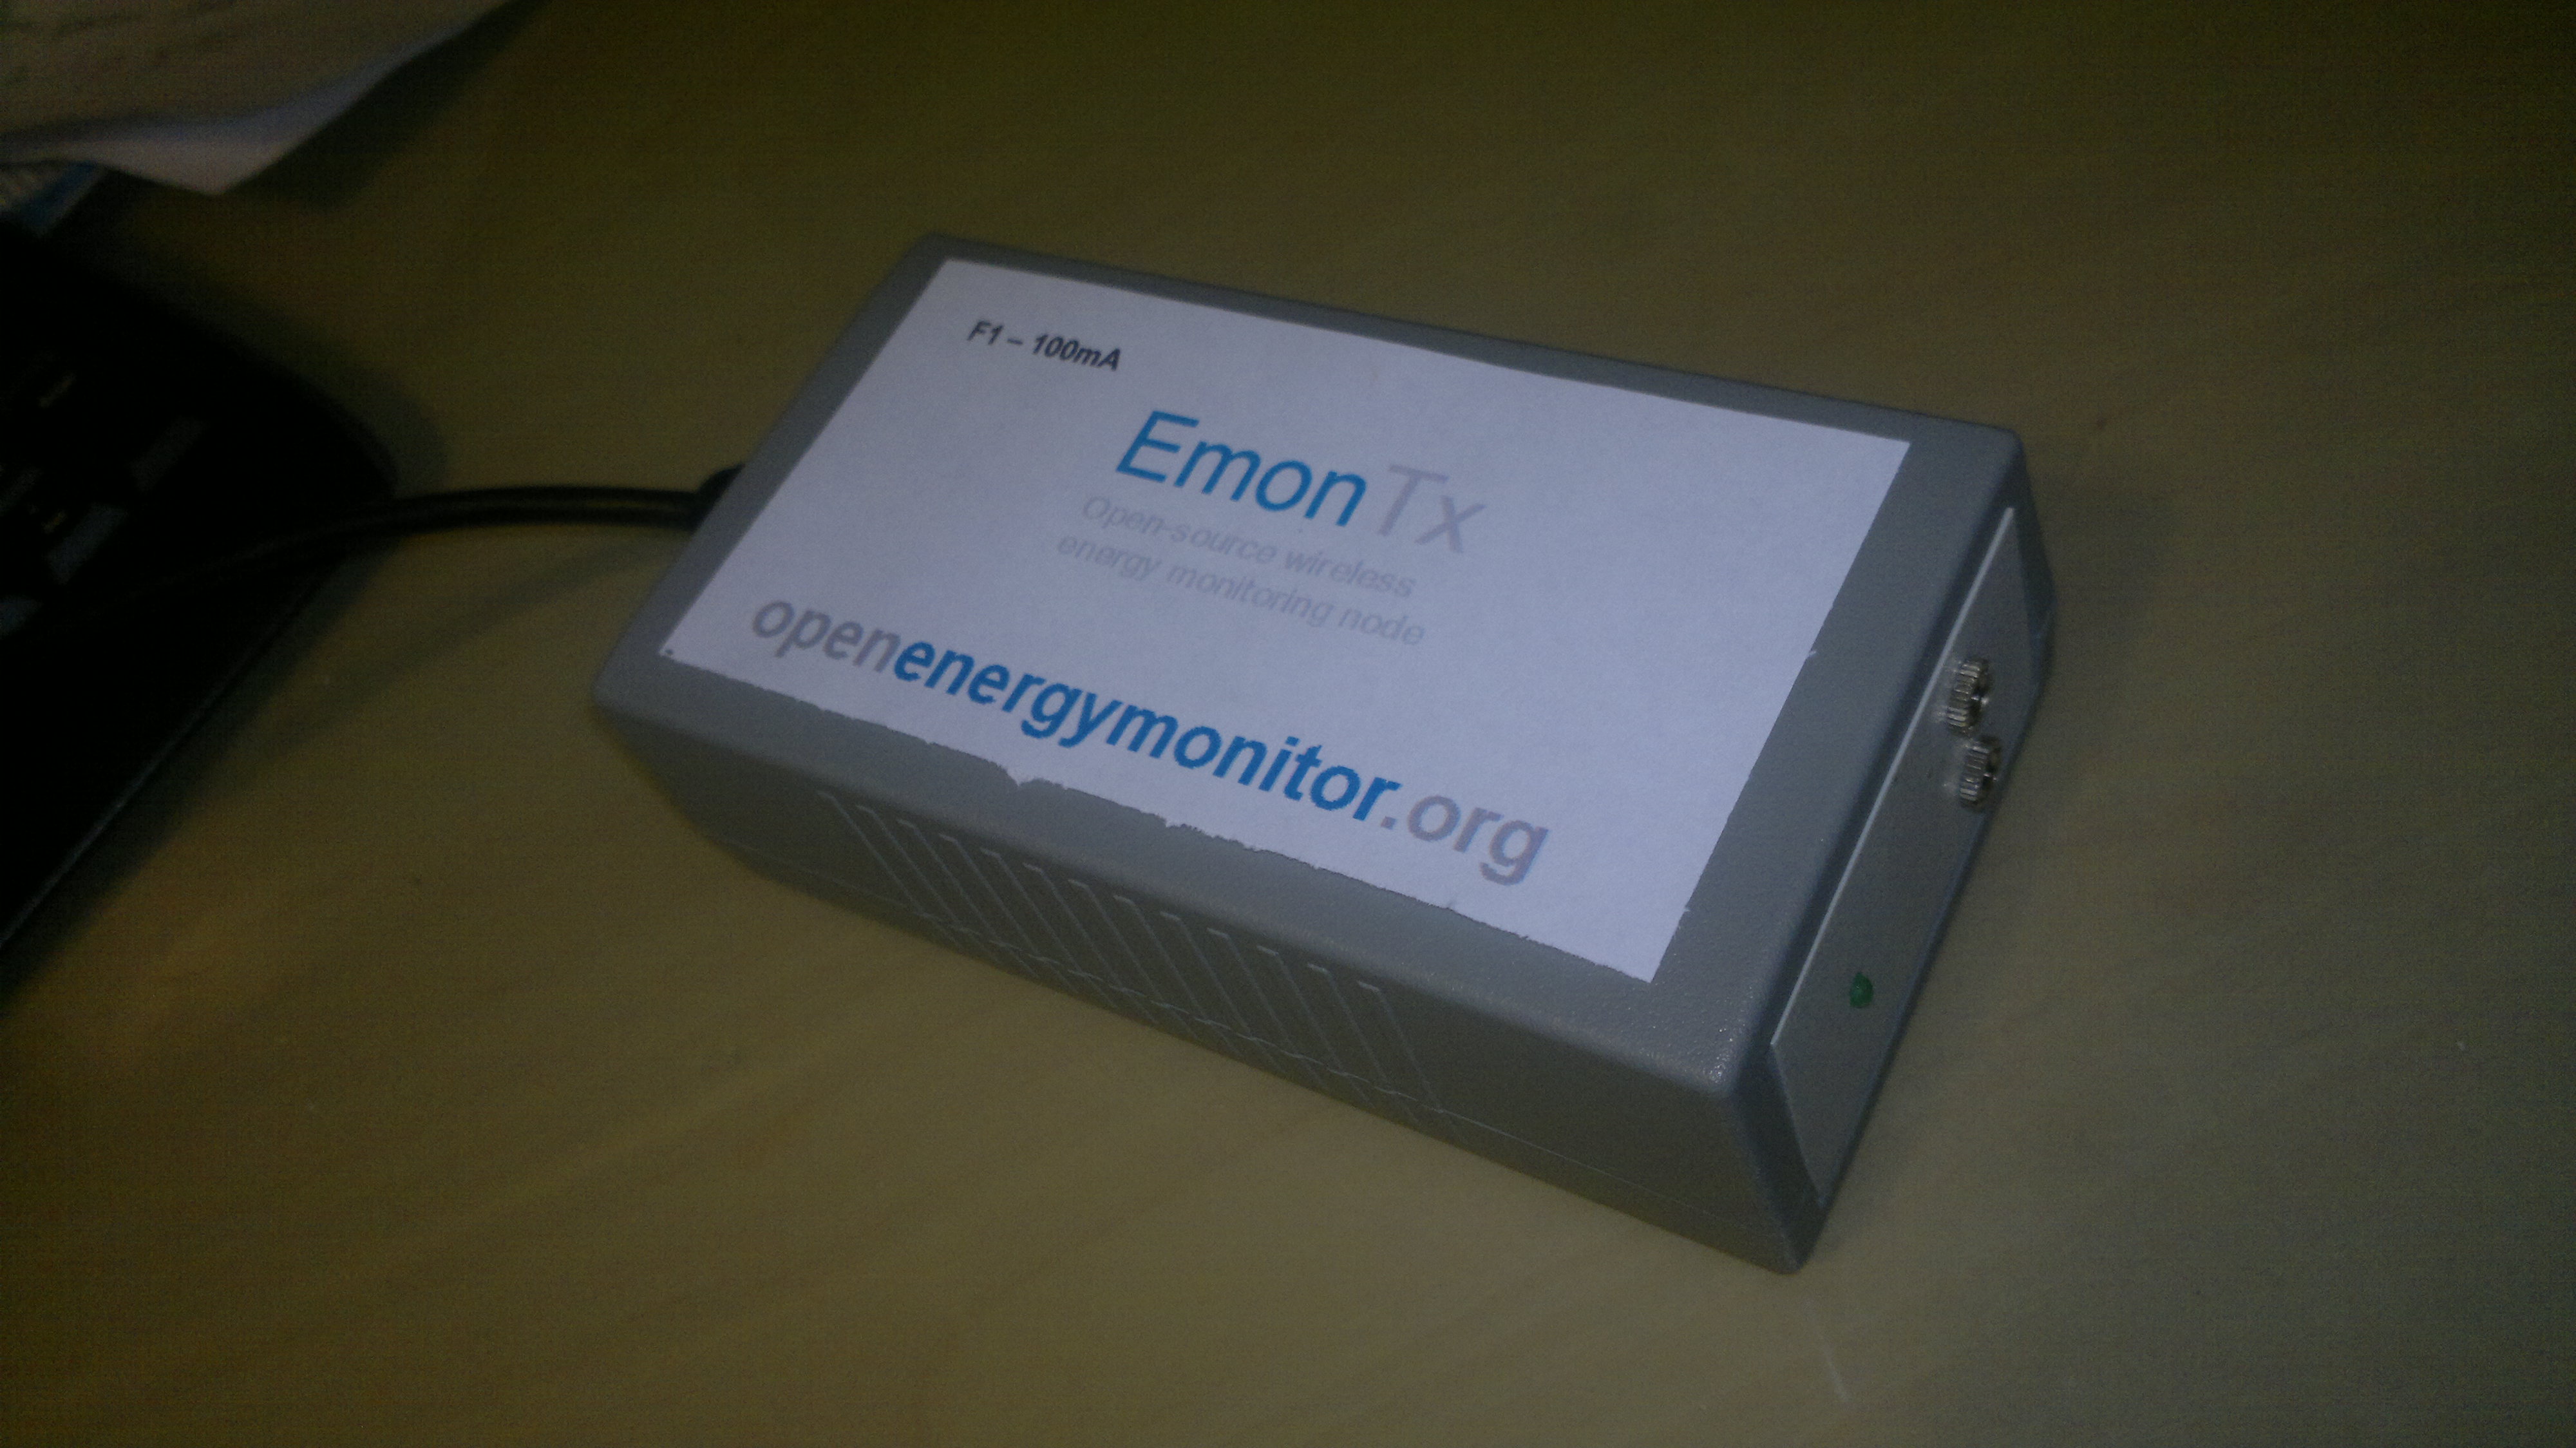 F1 – 100mA
EmonTx
Open-source wireless
energy monitoring node
openenergymonitor.org